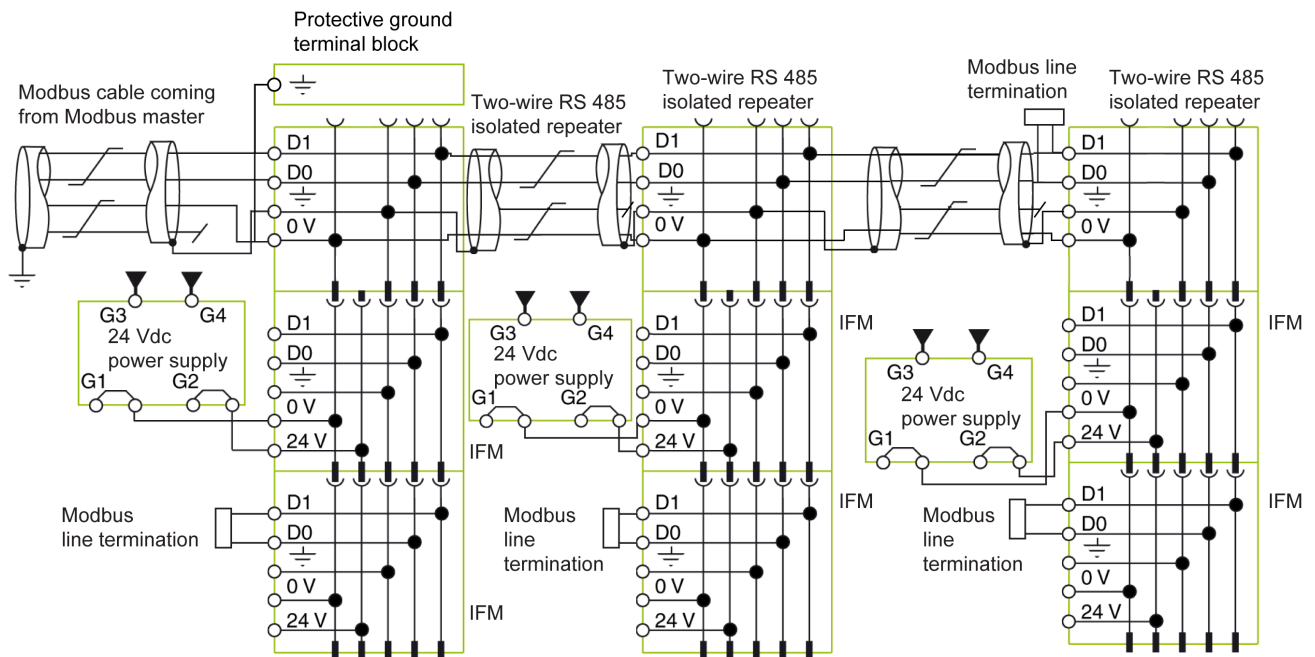 Protective ground
terminal block
Modbus cable coming
from Modbus master
Two-wire RS 485
isolated repeater
Two-wire RS 485
isolated repeater
Modbus line
termination
Two-wire RS 485
isolated repeater
D1
D0
0 V
D1
D0
0 V
D1
D0
0 V
G3
G4
24 Vdc
power supply
G1
G2
D1
D0
0 V
24 V
IFM
G3
G4
24 Vdc
power supply
G1
G2
D1
D0
0 V
24 V
IFM
G3
G4
24 Vdc
power supply
G1
G2
D1
D0
0 V
24 V
IFM
Modbus
line termination
D1
D0
0 V
24 V
IFM
Modbus
line
termination
D1
D0
0 V
24 V
IFM
Modbus
line
termination
D1
D0
0 V
24 V
IFM